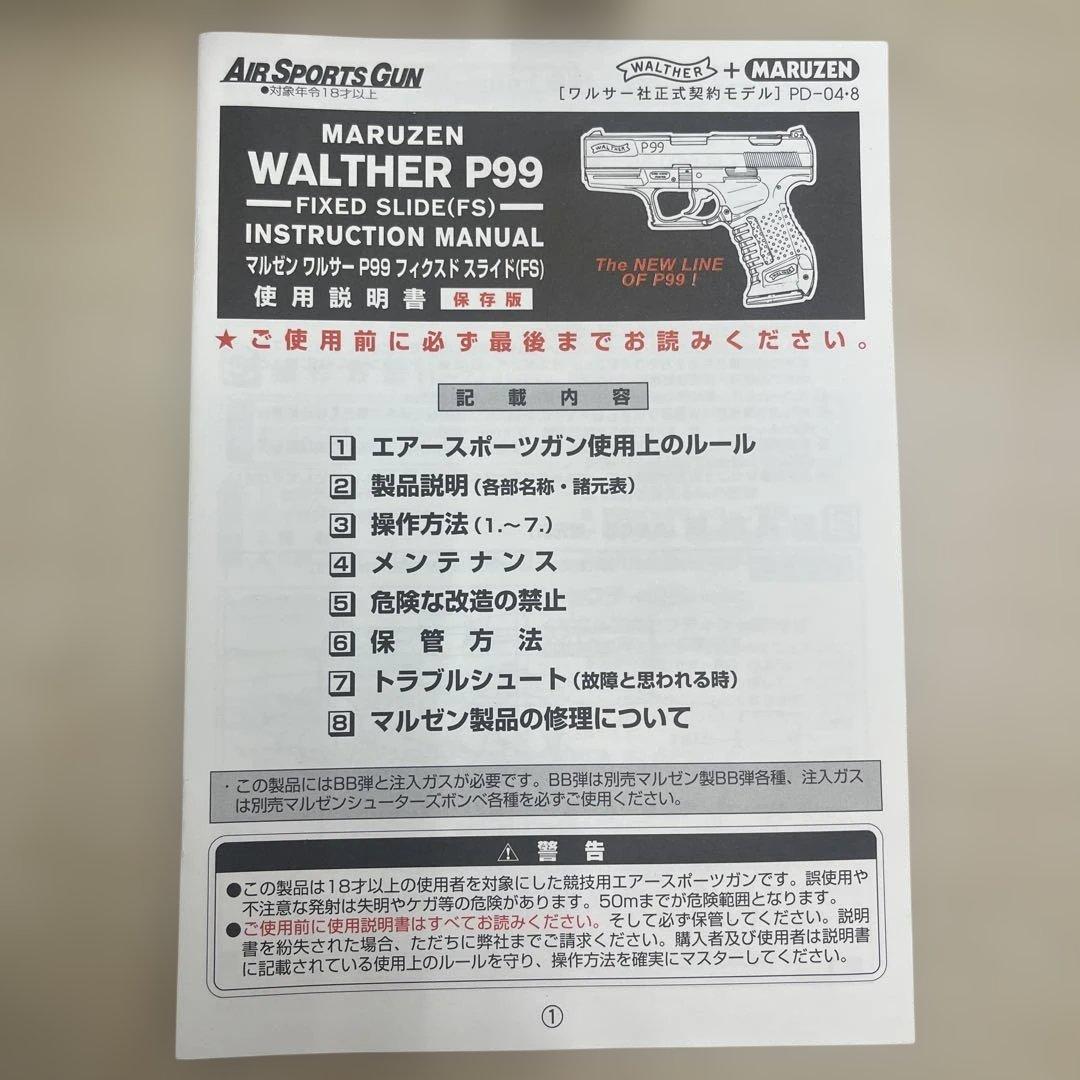 AIR SPORTS GUN
●対象年令18才以上
WALTHER + MARUZEN
[ワルサー社正式契約モデル] PD-04・8
MARUZEN
WALTHER P99
FIXED SLIDE(FS)
INSTRUCTION MANUAL
マルゼン ワルサー P99 フィクスド スライド(FS)
使用説明書 保存版
WALTHER P99
WALTHER
The NEW LINE
OF P99 !
★ご使用前に必ず最後までお読みください。
記載内容
1 エアースポーツガン使用上のルール
2 製品説明(各部名称・諸元表)
3 操作方法(1.〜7.)
4 メンテナンス
5 危険な改造の禁止
6 保管方法
7 トラブルシュート(故障と思われる時)
8 マルゼン製品の修理について
・この製品にはBB弾と注入ガスが必要です。BB弾は別売マルゼン製BB弾各種、注入ガス
は別売マルゼンシューターズボンベ各種を必ずご使用ください。
⚠ 警告
●この製品は18才以上の使用者を対象にした競技用エアースポーツガンです。誤使用や
不注意な発射は失明やケガ等の危険があります。50mまでが危険範囲となります。
●ご使用前に使用説明書はすべてお読みください。そして必ず保管してください。説明
書を紛失された場合、ただちに弊社までご請求ください。購入者及び使用者は説明書
に記載されている使用上のルールを守り、操作方法を確実にマスターしてください。
①